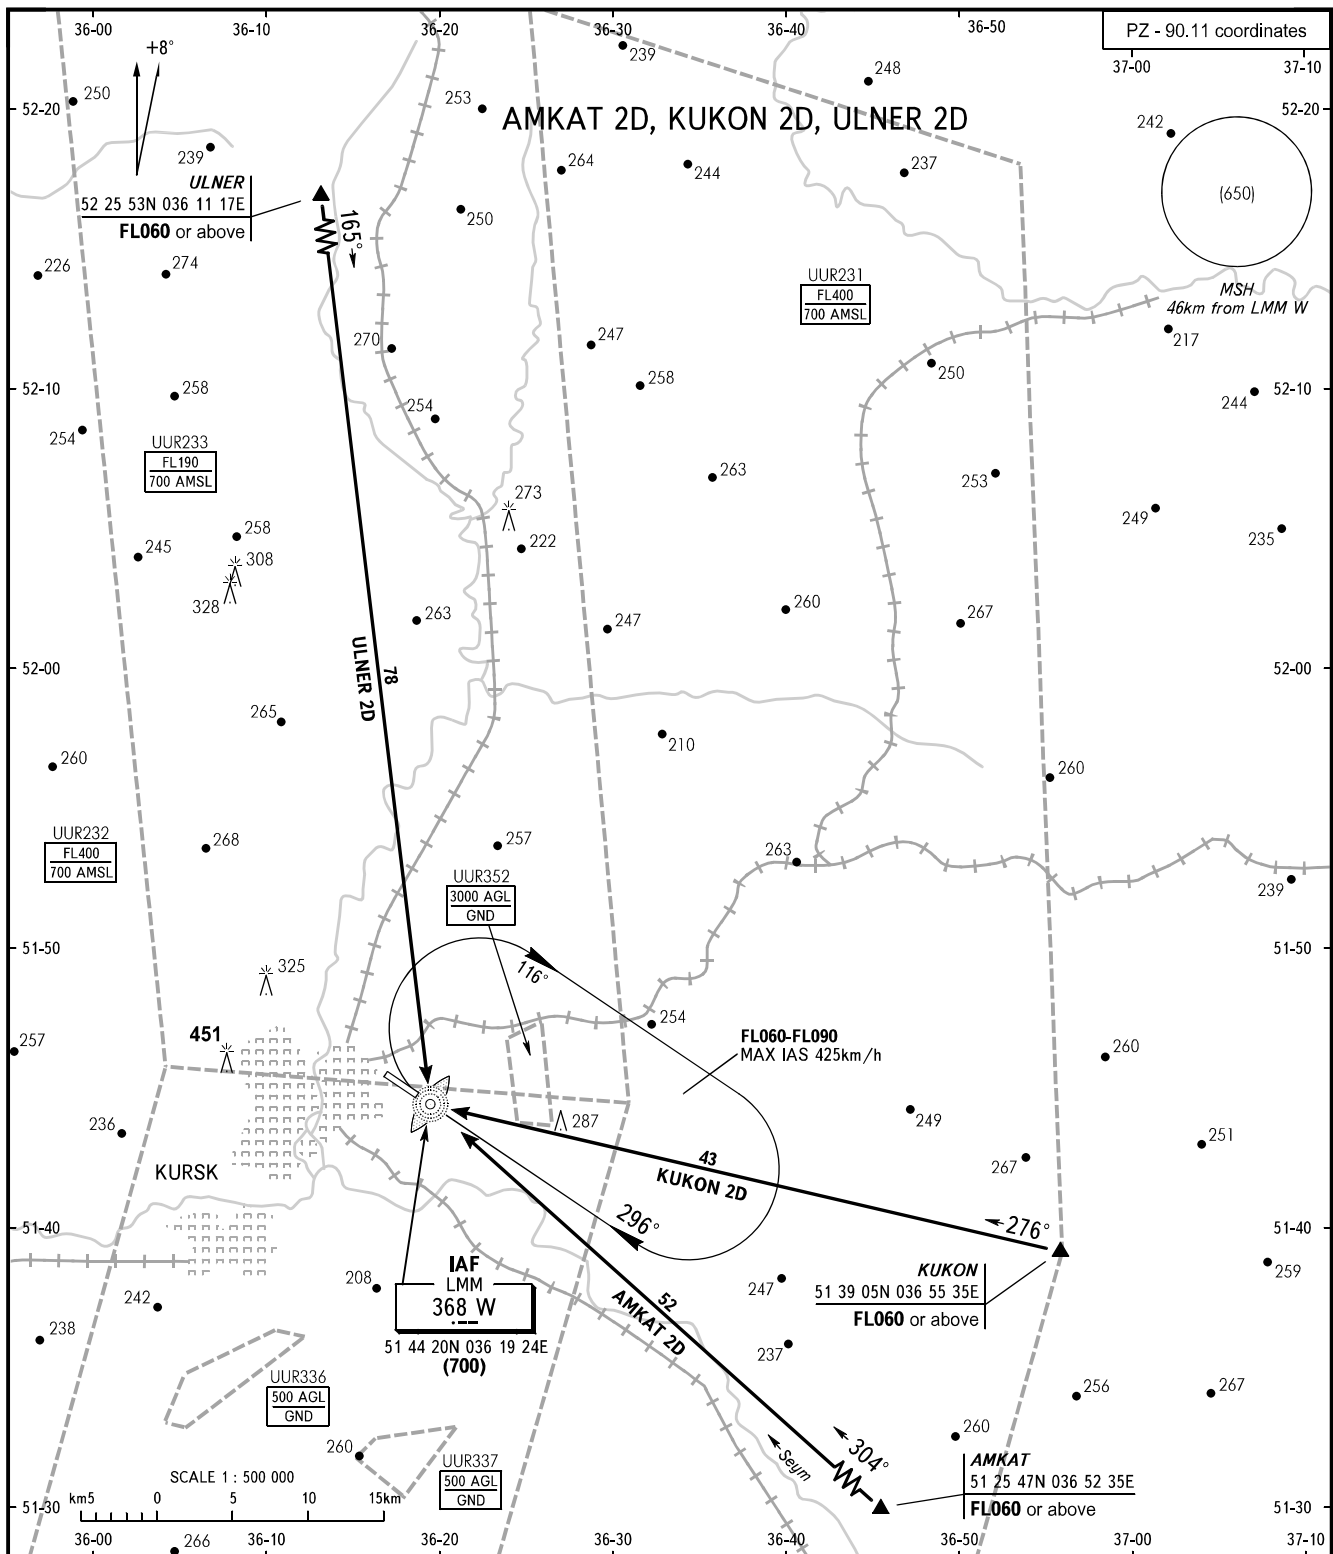 36-00
36-10
36-20
36-30
36-40
36-50
PZ - 90.11 coordinates
37-00
37-10
+8°
239
248
250
52-20
253
AMKAT 2D, KUKON 2D, ULNER 2D
242
52-20
239
264
244
237
ULNER
52 25 53N 036 11 17E
FL060 or above
165°
250
(650)
226
274
UUR231
FL400
700 AMSL
MSH
46km from LMM W
270
247
217
52-10
258
258
250
52-10
254
254
244
UUR233
FL190
700 AMSL
263
253
273
249
258
222
235
245
308
328
263
247
260
267
52-00
78
ULNER 2D
52-00
265
210
260
260
UUR232
FL400
700 AMSL
268
257
263
UUR352
3000 AGL
GND
239
51-50
51-50
116°
325
451
254
FL060-FL090
MAX IAS 425km/h
257
260
236
287
249
251
KURSK
43
KUKON 2D
267
296°
276°
51-40
51-40
IAF
LMM
368 W
51 44 20N 036 19 24E
(700)
208
247
KUKON
51 39 05N 036 55 35E
FL060 or above
259
242
52
AMKAT 2D
238
237
UUR336
500 AGL
GND
256
267
260
304°
260
Seym
UUR337
500 AGL
GND
AMKAT
51 25 47N 036 52 35E
FL060 or above
SCALE 1 : 500 000
km5
0
5
10
15km
51-30
51-30
36-00
266
36-10
36-20
36-30
36-40
36-50
37-00
37-10